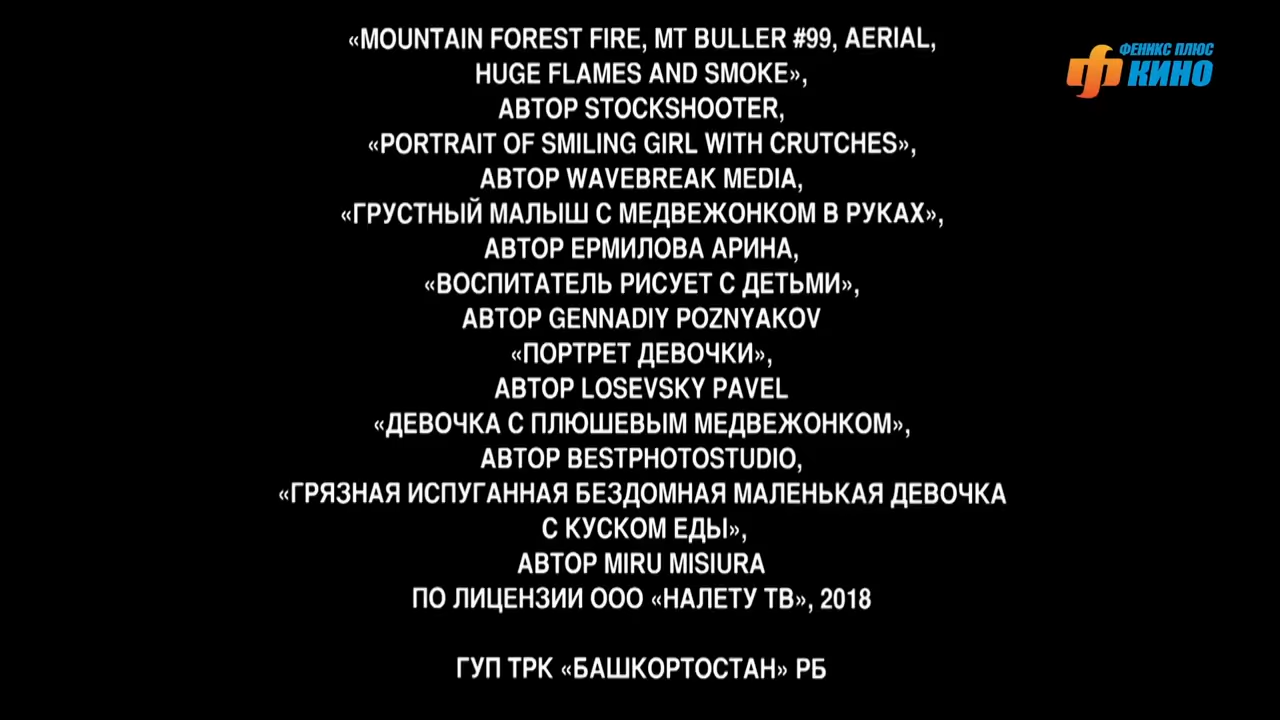 «MOUNTAIN FOREST FIRE, MT BULLER #99, AERIAL,
HUGE FLAMES AND SMOKE»,
АВТОР STOCKSHOOTER,
«PORTRAIT OF SMILING GIRL WITH CRUTCHES»,
АВТОР WAVEBREAK MEDIA,
«ГРУСТНЫЙ МАЛЫШ С МЕДВЕЖОНКОМ В РУКАХ»,
АВТОР ЕРМИЛОВА АРИНА,
«ВОСПИТАТЕЛЬ РИСУЕТ С ДЕТЬМИ»,
АВТОР GENNADIY POZNYAKOV
«ПОРТРЕТ ДЕВОЧКИ»,
АВТОР LOSEVSKY PAVEL
«ДЕВОЧКА С ПЛЮШЕВЫМ МЕДВЕЖОНКОМ»,
АВТОР BESTPHOTOSTUDIO,
«ГРЯЗНАЯ ИСПУГАННАЯ БЕЗДОМНАЯ МАЛЕНЬКАЯ ДЕВОЧКА
С КУСКОМ ЕДЫ»,
АВТОР MIRU MISIURA
ПО ЛИЦЕНЗИИ ООО «НАЛЕТУ ТВ», 2018
ГУП ТРК «БАШКОРТОСТАН» РБ
ФЕНИКС ПЛЮС
КИНО